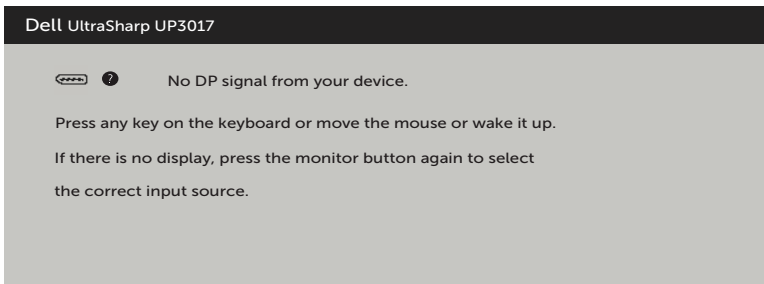 Dell UltraSharp UP3017
? No DP signal from your device.
Press any key on the keyboard or move the mouse or wake it up.
If there is no display, press the monitor button again to select
the correct input source.